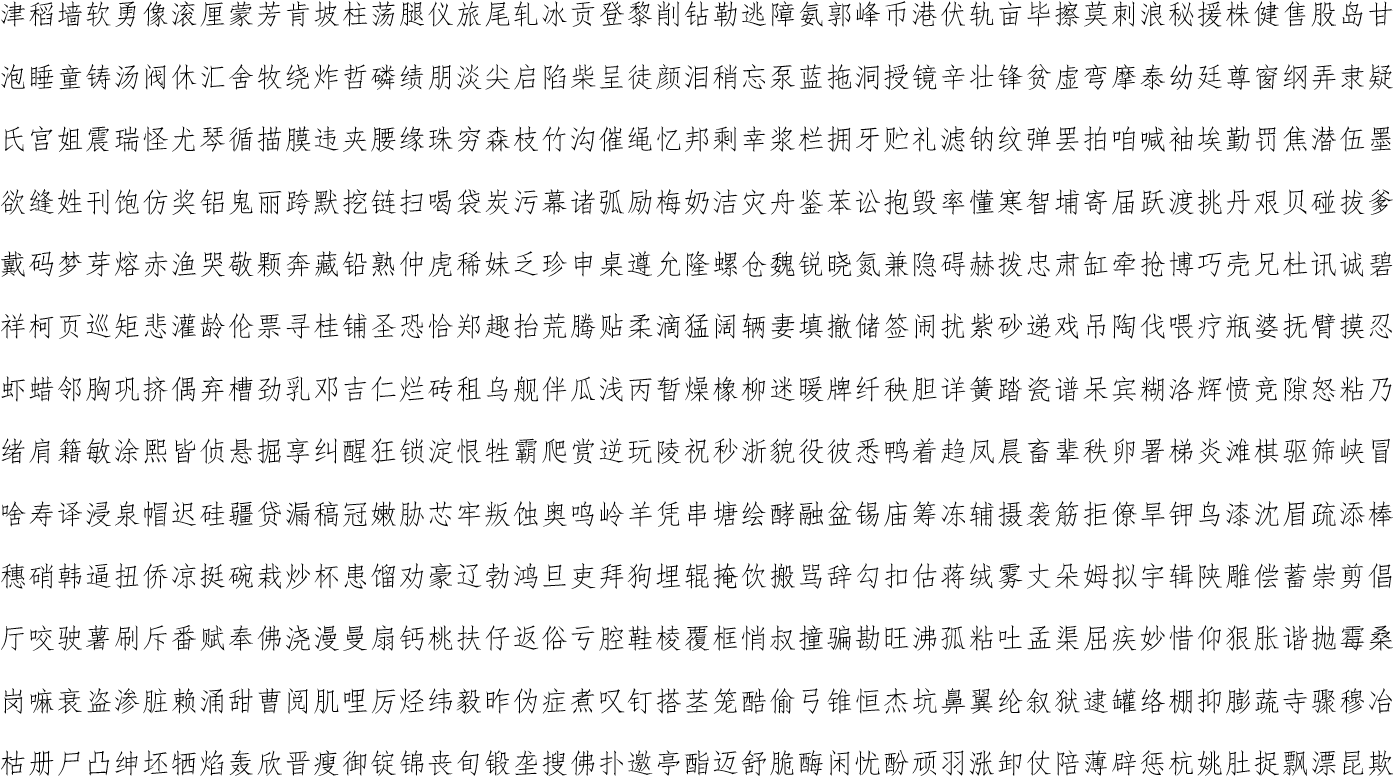 津稻墙软勇像滚厘蒙芳肯坡柱荡腿仪旅尾轧冰贡登黎削钻勒逃障氨郭峰币港伏轨亩毕擦莫刺浪秘援株健售股岛甘
泡睡童铸汤阀休汇舍牧绕炸哲磷绩朋淡尖启陷柴呈徒颜泪稍忘泵蓝拖洞授镜辛壮锋贫虚弯摩泰幼廷尊窗纲弄隶疑
氏宫姐震瑞怪尤琴循描膜违夹腰缘珠穷森枝竹沟催绳忆邦剩幸浆栏拥牙贮礼滤钠纹弹罢拍咱喊袖埃勤罚焦潜伍墨
欲缝姓刊饱仿奖铝鬼丽跨默挖链扫喝袋炭污幕诸弧励梅奶洁灾舟鉴苯讼抱毁率懂寒智埔寄届跃渡挑丹艰贝碰拔爹
戴码梦芽熔赤渔哭敬颗奔藏铅熟仲虎稀妹乏珍申桌遵允隆螺仓魏锐晓氮兼隐碍赫拨忠肃缸牵抢博巧壳兄杜讯诚碧
祥柯页巡矩悲灌龄伦票寻桂铺圣恐恰郑趣抬荒腾贴柔滴猛阔辆妻填撤储签闹扰紫砂递戏吊陶伐喂疗瓶婆抚臂摸忍
虾蜡邻胸巩挤偶弃槽劲乳邓吉仁烂砖租乌舰伴瓜浅丙暂燥橡柳迷暖牌纤秧胆详簧踏瓷谱呆宾糊洛辉愤竞隙怒粘乃
绪肩籍敏涂熙皆侦悬掘享纠醒狂锁淀恨牲霸爬赏逆玩陵祝秒浙貌役彼悉鸭着趋凤晨畜辈秩卵署梯炎滩棋驱筛峡冒
啥寿译浸泉帽迟硅疆贷漏稿冠嫩胁芯牢叛蚀奥鸣岭羊凭串塘绘酵融盆锡庙筹冻辅摄袭筋拒僚旱钾鸟漆沈眉疏添棒
穗硝韩逼扭侨凉挺碗栽炒杯患馏劝豪辽勃鸿旦吏拜狗埋辊掩饮搬骂辞勾扣估蒋绒雾丈朵姆拟宇辑陕雕偿蓄崇剪倡
厅咬驶薯刷斥番赋奉佛浇漫曼扇钙桃扶仔返俗亏腔鞋棱覆框悄叔撞骗勘旺沸孤粘吐孟渠屈疾妙惜仰狠胀谐抛霉桑
岗嘛衰盗渗脏赖涌甜曹阅肌哩厉烃纬毅昨伪症煮叹钉搭茎笼酷偷弓锥恒杰坑鼻翼纶叙狱逮罐络棚抑膨蔬寺骤穆冶
枯册尸凸绅坯牺焰轰欣晋瘦御锭锦丧旬锻垄搜佛扑邀亭酯迈舒脆酶闲忧酚顽羽涨卸仗陪薄辟惩杭姚肚捉飘漂昆欺